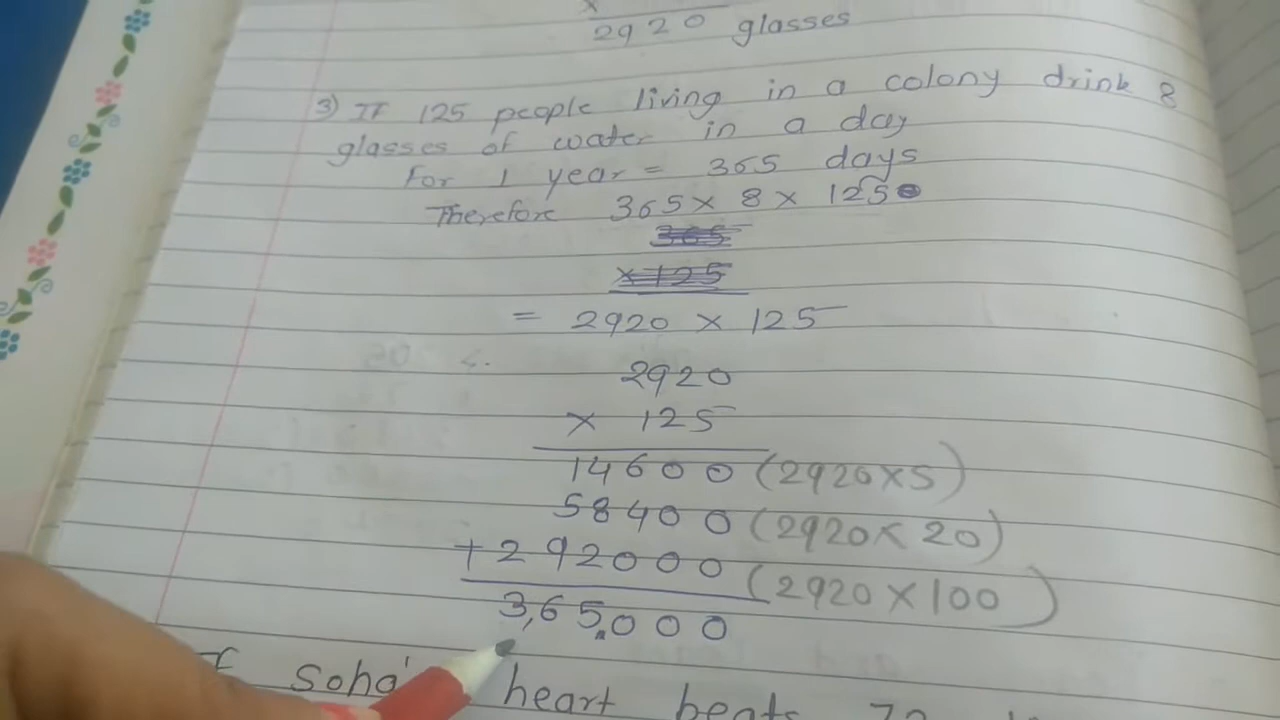 ×
2920 glasses
3) If 125 people living in a colony drink 8
glasses of water in a day
For 1 year = 365 days
Therefore 365 × 8 × 125
365
× 125
= 2920 × 125
2920
× 125
14600 (2920×5)
58400 (2920× 20)
+ 292000 (2920 × 100)
3,65,000
If Soha's heart beats 72